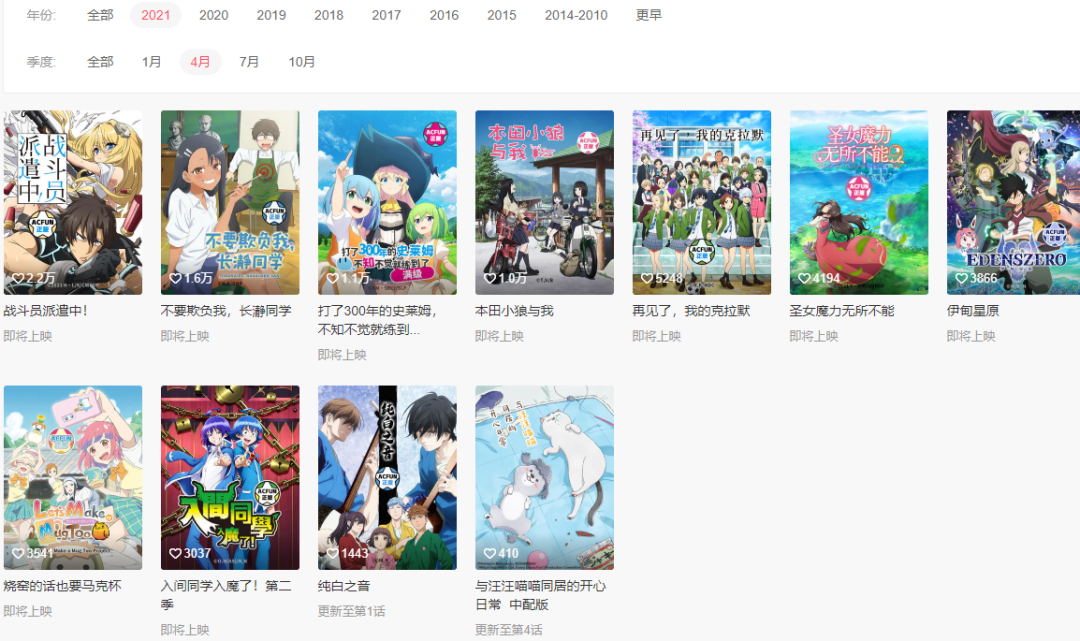 年份: 全部 2021 2020 2019 2018 2017 2016 2015 2014-2010 更早
季度: 全部 1月 4月 7月 10月
战斗员
派遣中
ACFUN
正版
2.2万
ACFUN
正版
不要欺负我,
长瀞同学
1.6万
ACFUN
正版
打了300年的史莱姆
不知不觉就练到了
满级
1.1万
本田小狼
与我
ACFUN
正版
1.0万
再见了,我的克拉默
ACFUN
正版
5248
圣女魔力
无所不能
ACFUN
正版
4194
ACFUN
正版
EDENSZERO
3866
战斗员派遣中!
即将上映
不要欺负我，长瀞同学
即将上映
打了300年的史莱姆，
不知不觉就练到...
即将上映
本田小狼与我
即将上映
再见了，我的克拉默
即将上映
圣女魔力无所不能
即将上映
伊甸星原
即将上映
ACFUN
正版
Let's Make
a Mug Too
3541
ACFUN
正版
入間同學
入魔了!
3037
纯白之音
ACFUN
正版
1443
与汪汪喵喵
同居的
开心日常
410
烧窑的话也要马克杯
即将上映
入间同学入魔了！第二
季
即将上映
纯白之音
更新至第1话
与汪汪喵喵同居的开心
日常 中配版
更新至第4话